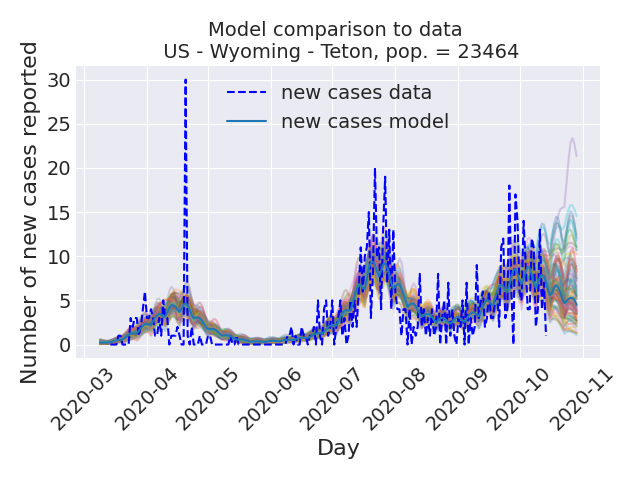 Model comparison to data
US - Wyoming - Teton, pop. = 23464
Number of new cases reported
30
25
20
15
10
5
0
new cases data
new cases model
2020-03
2020-04
2020-05
2020-06
2020-07
2020-08
2020-09
2020-10
2020-11
Day